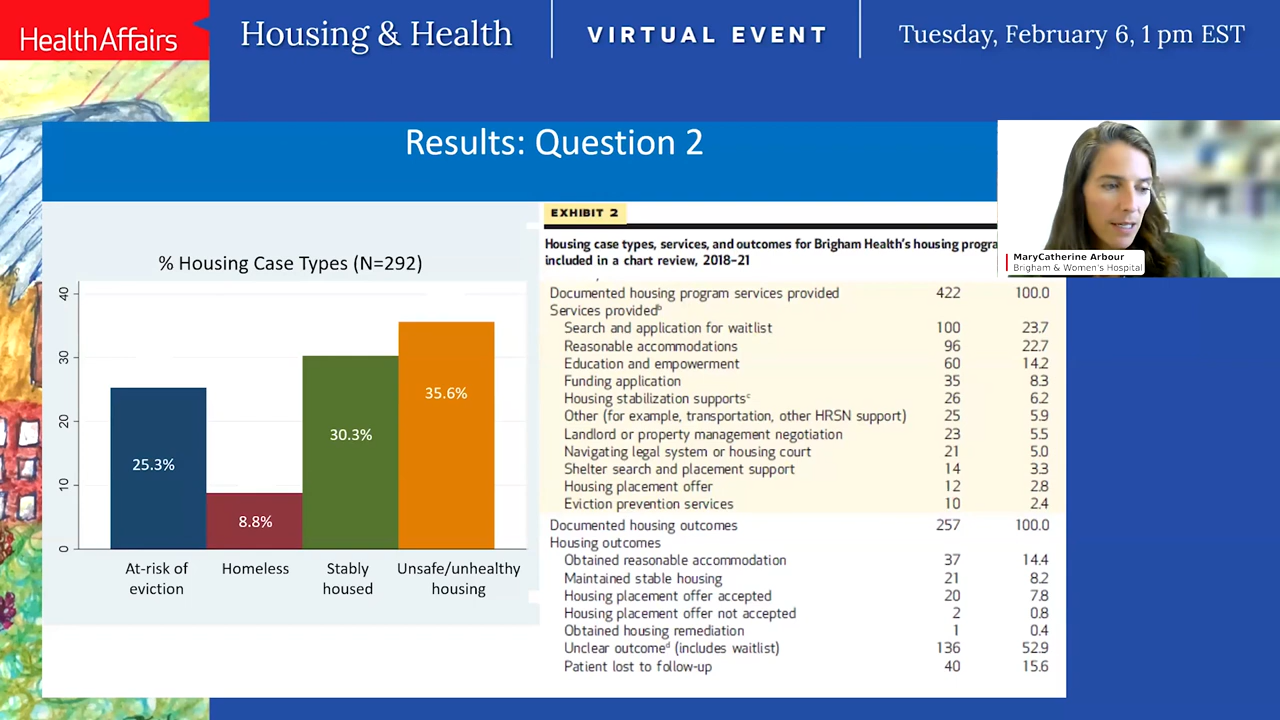 HealthAffairs
Housing & Health
VIRTUAL EVENT
Tuesday, February 6, 1 pm EST
Results: Question 2
MaryCatherine Arbour
Brigham & Women's Hospital
% Housing Case Types (N=292)
40
30
20
10
0
25.3%
8.8%
30.3%
35.6%
At-risk of eviction
Homeless
Stably housed
Unsafe/unhealthy housing
EXHIBIT 2
Housing case types, services, and outcomes for Brigham Health's housing progra
included in a chart review, 2018–21
Documented housing program services provided 422 100.0
Services providedᵇ
Search and application for waitlist 100 23.7
Reasonable accommodations 96 22.7
Education and empowerment 60 14.2
Funding application 35 8.3
Housing stabilization supportsᶜ 26 6.2
Other (for example, transportation, other HRSN support) 25 5.9
Landlord or property management negotiation 23 5.5
Navigating legal system or housing court 21 5.0
Shelter search and placement support 14 3.3
Housing placement offer 12 2.8
Eviction prevention services 10 2.4
Documented housing outcomes 257 100.0
Housing outcomes
Obtained reasonable accommodation 37 14.4
Maintained stable housing 21 8.2
Housing placement offer accepted 20 7.8
Housing placement offer not accepted 2 0.8
Obtained housing remediation 1 0.4
Unclear outcomeᵈ (includes waitlist) 136 52.9
Patient lost to follow-up 40 15.6